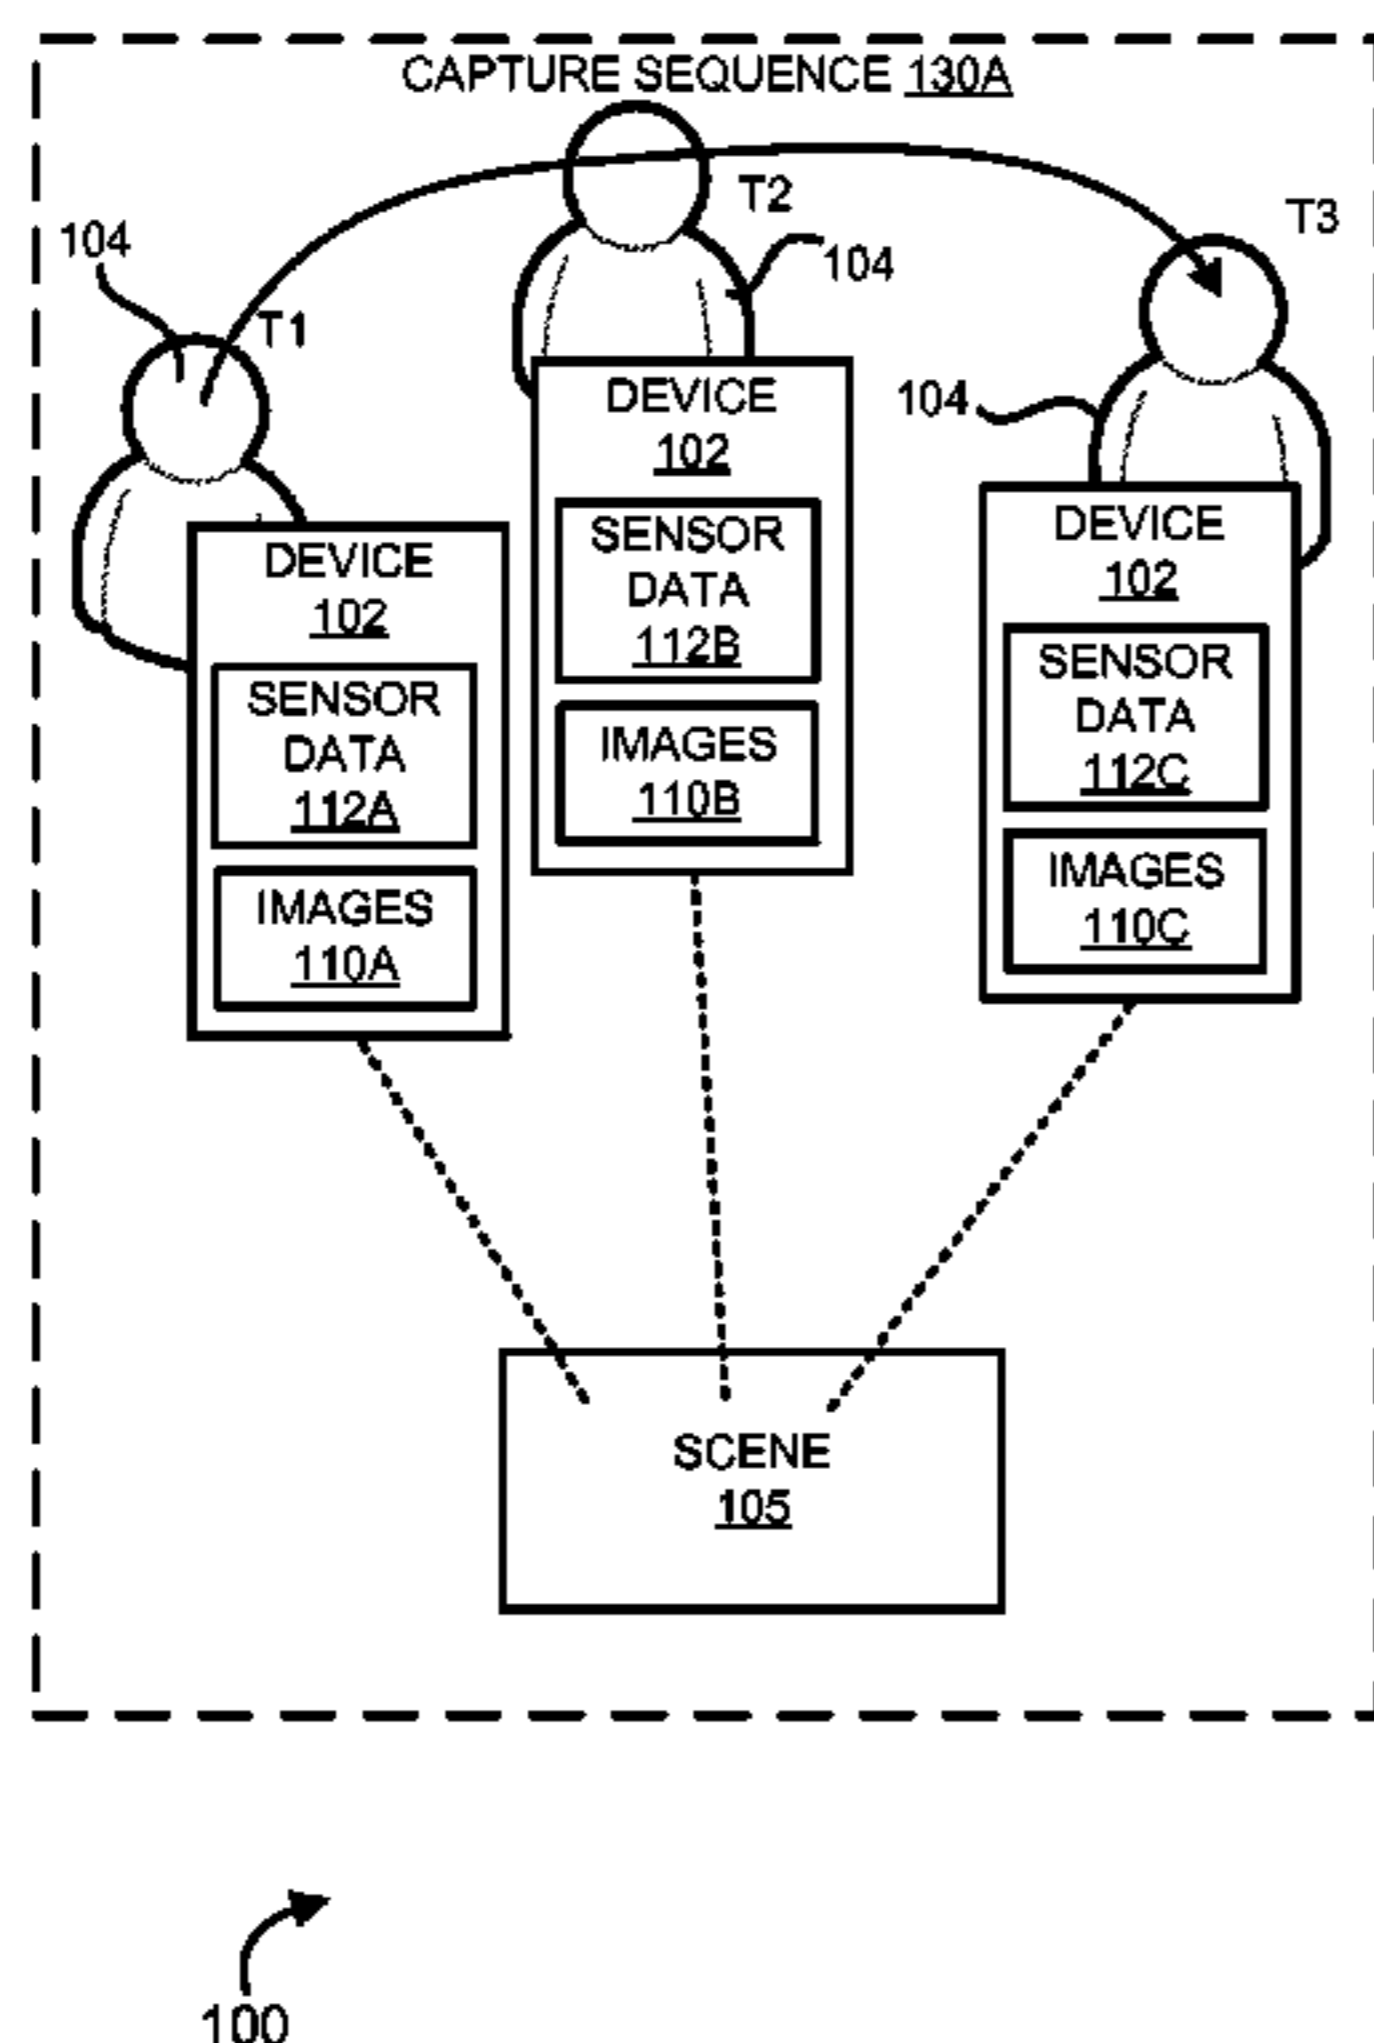 CAPTURE SEQUENCE 130A
104
T1
T2
104
T3
104
DEVICE
102
SENSOR
DATA
112A
IMAGES
110A
DEVICE
102
SENSOR
DATA
112B
IMAGES
110B
DEVICE
102
SENSOR
DATA
112C
IMAGES
110C
SCENE
105
100